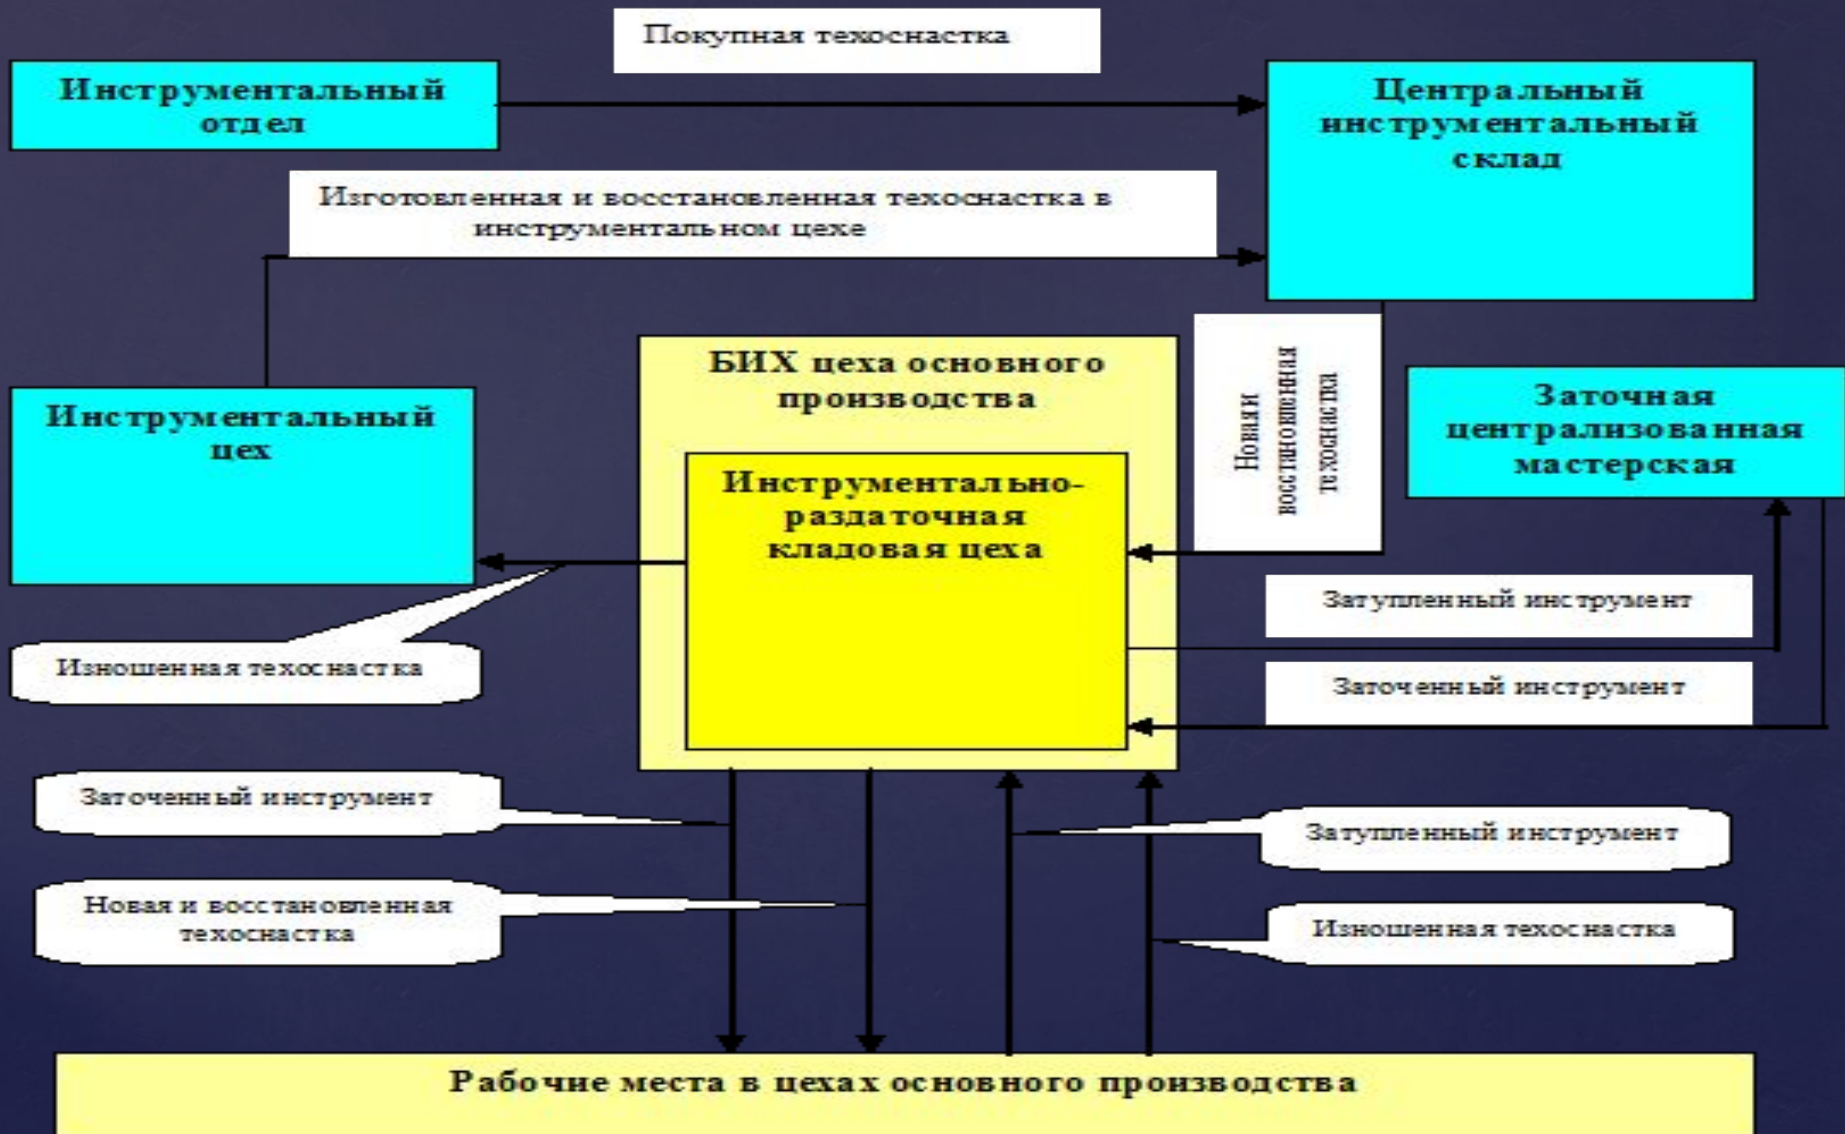 Покупная техоснастка
Инструментальный
отдел
Центральный
инструментальный
склад
Изготовленная и восстановленная техоснастка в
инструментальном цехе
БИХ цеха основного
производства
Новая и
восстановленная
техоснастка
Заточная
централизованная
мастерская
Инструментальный
цех
Инструментально-
раздаточная
кладовая цеха
Затупленный инструмент
Изношенная техоснастка
Заточенный инструмент
Заточенный инструмент
Затупленный инструмент
Новая и восстановленная
техоснастка
Изношенная техоснастка
Рабочие места в цехах основного производства